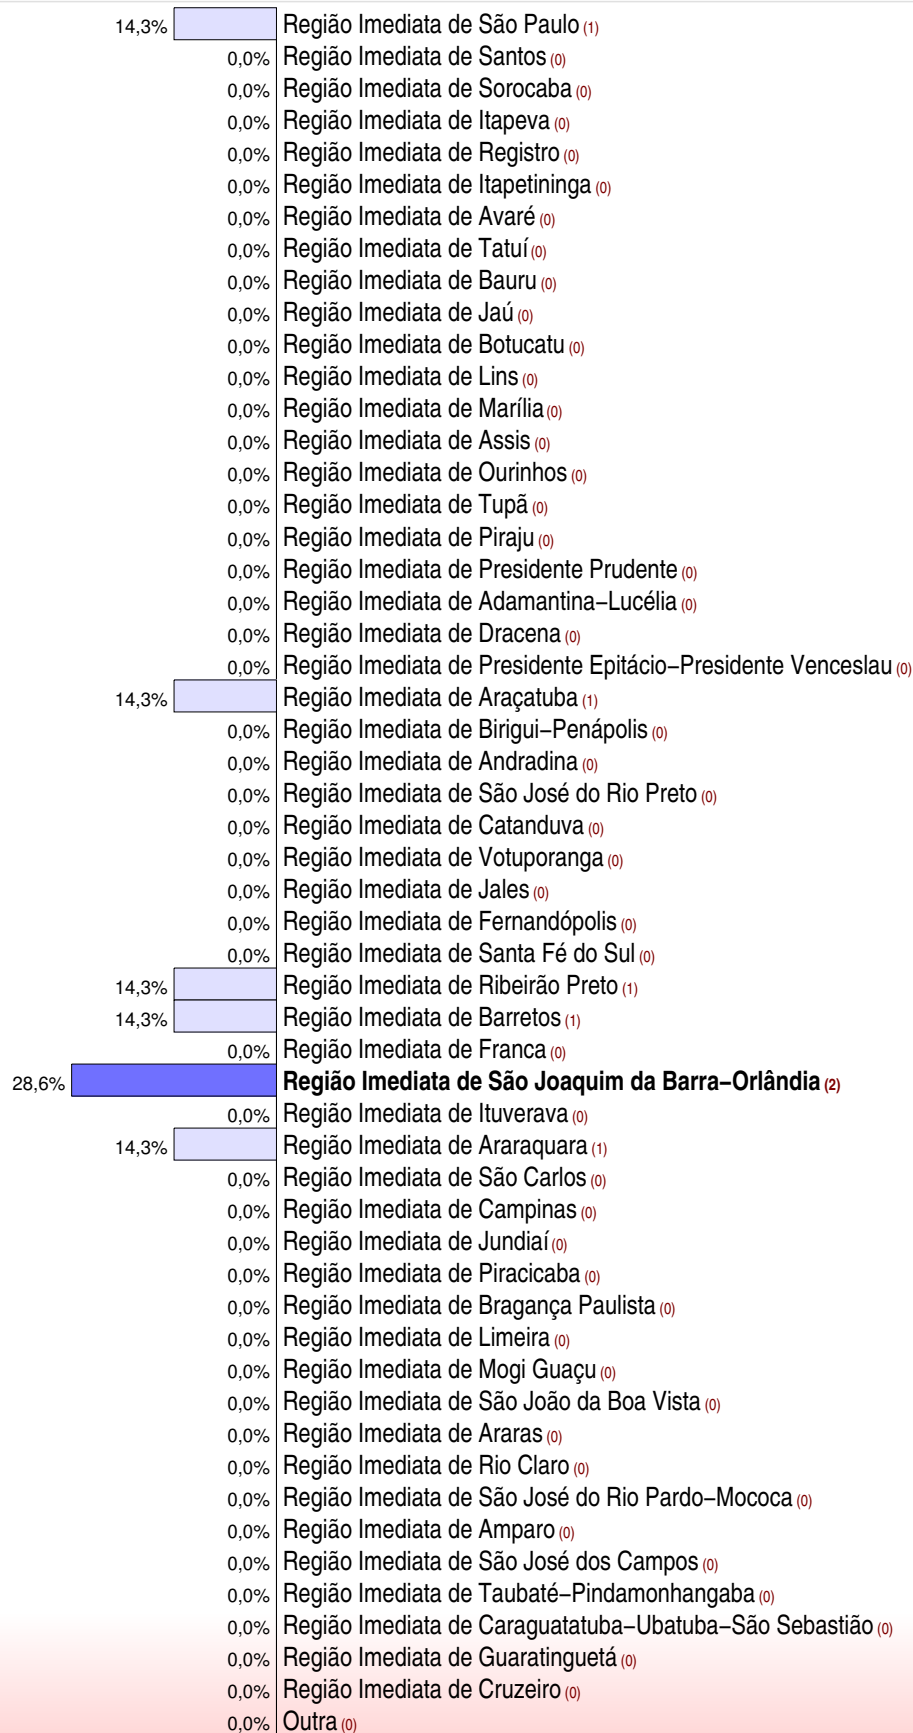 14,3% Região Imediata de São Paulo (1)
0,0% Região Imediata de Santos (0)
0,0% Região Imediata de Sorocaba (0)
0,0% Região Imediata de Itapeva (0)
0,0% Região Imediata de Registro (0)
0,0% Região Imediata de Itapetininga (0)
0,0% Região Imediata de Avaré (0)
0,0% Região Imediata de Tatuí (0)
0,0% Região Imediata de Bauru (0)
0,0% Região Imediata de Jaú (0)
0,0% Região Imediata de Botucatu (0)
0,0% Região Imediata de Lins (0)
0,0% Região Imediata de Marília (0)
0,0% Região Imediata de Assis (0)
0,0% Região Imediata de Ourinhos (0)
0,0% Região Imediata de Tupã (0)
0,0% Região Imediata de Piraju (0)
0,0% Região Imediata de Presidente Prudente (0)
0,0% Região Imediata de Adamantina–Lucélia (0)
0,0% Região Imediata de Dracena (0)
0,0% Região Imediata de Presidente Epitácio–Presidente Venceslau (0)
14,3% Região Imediata de Araçatuba (1)
0,0% Região Imediata de Birigui–Penápolis (0)
0,0% Região Imediata de Andradina (0)
0,0% Região Imediata de São José do Rio Preto (0)
0,0% Região Imediata de Catanduva (0)
0,0% Região Imediata de Votuporanga (0)
0,0% Região Imediata de Jales (0)
0,0% Região Imediata de Fernandópolis (0)
0,0% Região Imediata de Santa Fé do Sul (0)
14,3% Região Imediata de Ribeirão Preto (1)
14,3% Região Imediata de Barretos (1)
0,0% Região Imediata de Franca (0)
28,6% Região Imediata de São Joaquim da Barra–Orlândia (2)
0,0% Região Imediata de Ituverava (0)
14,3% Região Imediata de Araraquara (1)
0,0% Região Imediata de São Carlos (0)
0,0% Região Imediata de Campinas (0)
0,0% Região Imediata de Jundiaí (0)
0,0% Região Imediata de Piracicaba (0)
0,0% Região Imediata de Bragança Paulista (0)
0,0% Região Imediata de Limeira (0)
0,0% Região Imediata de Mogi Guaçu (0)
0,0% Região Imediata de São João da Boa Vista (0)
0,0% Região Imediata de Araras (0)
0,0% Região Imediata de Rio Claro (0)
0,0% Região Imediata de São José do Rio Pardo–Mococa (0)
0,0% Região Imediata de Amparo (0)
0,0% Região Imediata de São José dos Campos (0)
0,0% Região Imediata de Taubaté–Pindamonhangaba (0)
0,0% Região Imediata de Caraguatatuba–Ubatuba–São Sebastião (0)
0,0% Região Imediata de Guaratinguetá (0)
0,0% Região Imediata de Cruzeiro (0)
0,0% Outra (0)